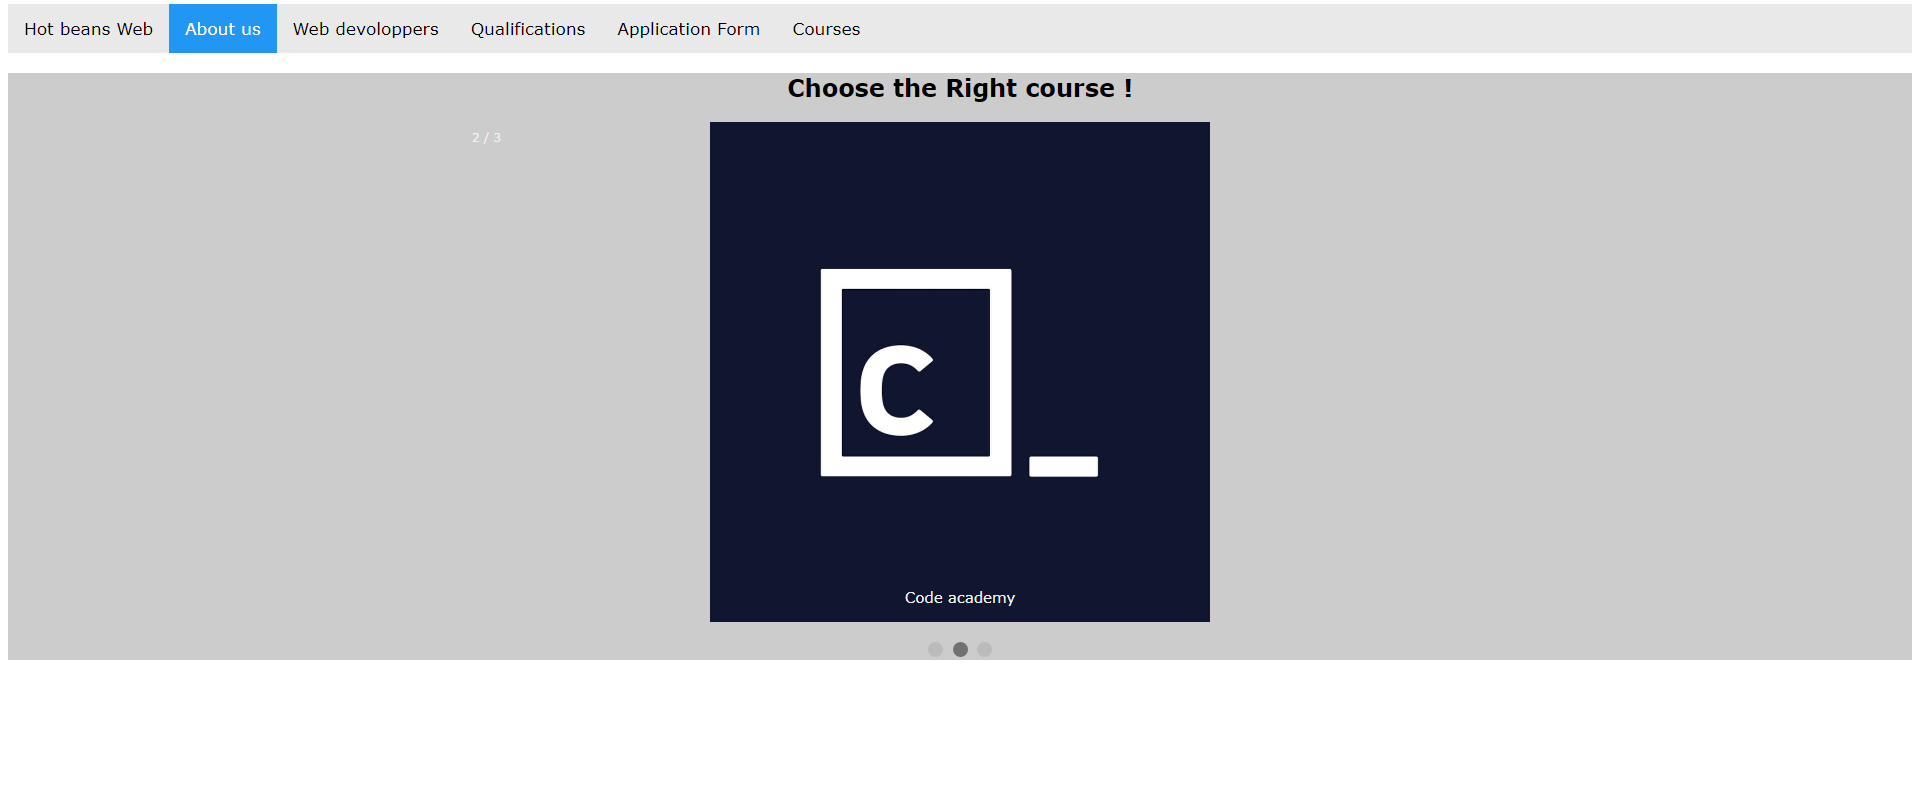 Hot beans Web About us Web devoloppers Qualifications Application Form Courses
Choose the Right course !
2 / 3
C
Code academy